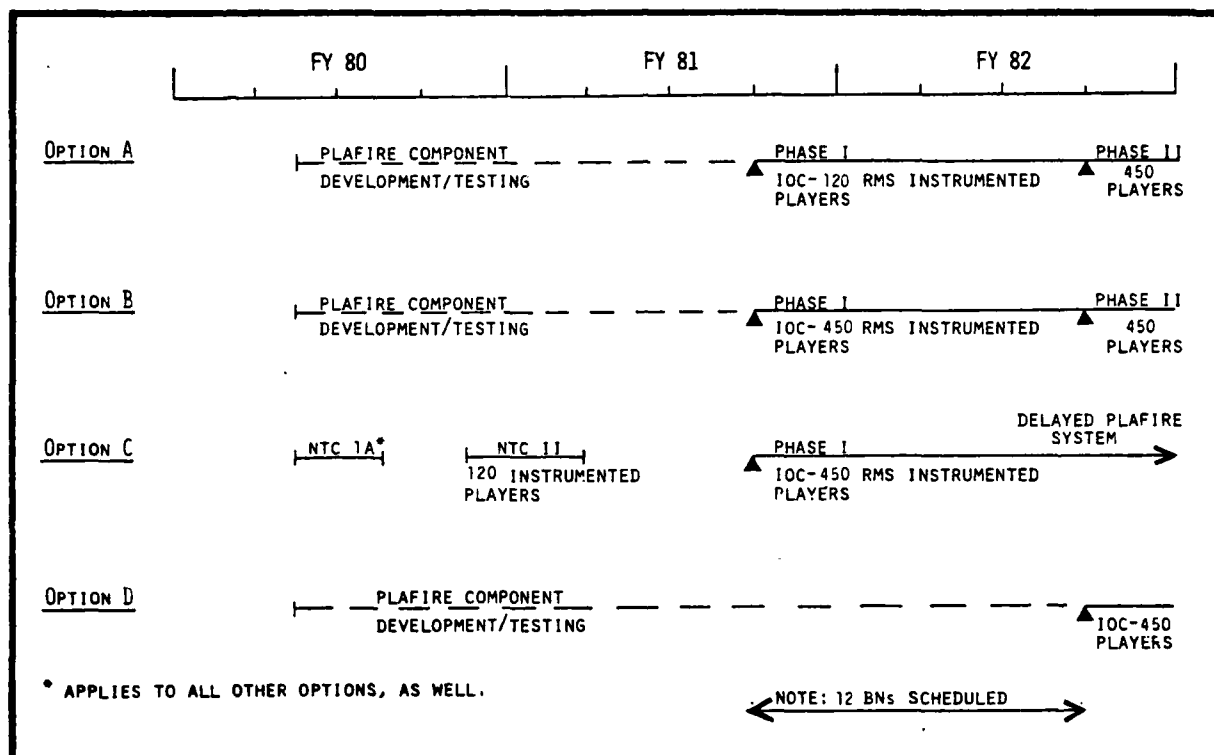 FY 80 FY 81 FY 82
OPTION A
PLAFIRE COMPONENT
DEVELOPMENT/TESTING
PHASE I
IOC-120 RMS INSTRUMENTED
PLAYERS
PHASE II
450
PLAYERS
OPTION B
PLAFIRE COMPONENT
DEVELOPMENT/TESTING
PHASE I
IOC-450 RMS INSTRUMENTED
PLAYERS
PHASE II
450
PLAYERS
OPTION C
NTC 1A*
NTC II
120 INSTRUMENTED
PLAYERS
PHASE I
IOC-450 RMS INSTRUMENTED
PLAYERS
DELAYED PLAFIRE
SYSTEM
OPTION D
PLAFIRE COMPONENT
DEVELOPMENT/TESTING
IOC-450
PLAYERS
* APPLIES TO ALL OTHER OPTIONS, AS WELL.
NOTE: 12 BNs SCHEDULED